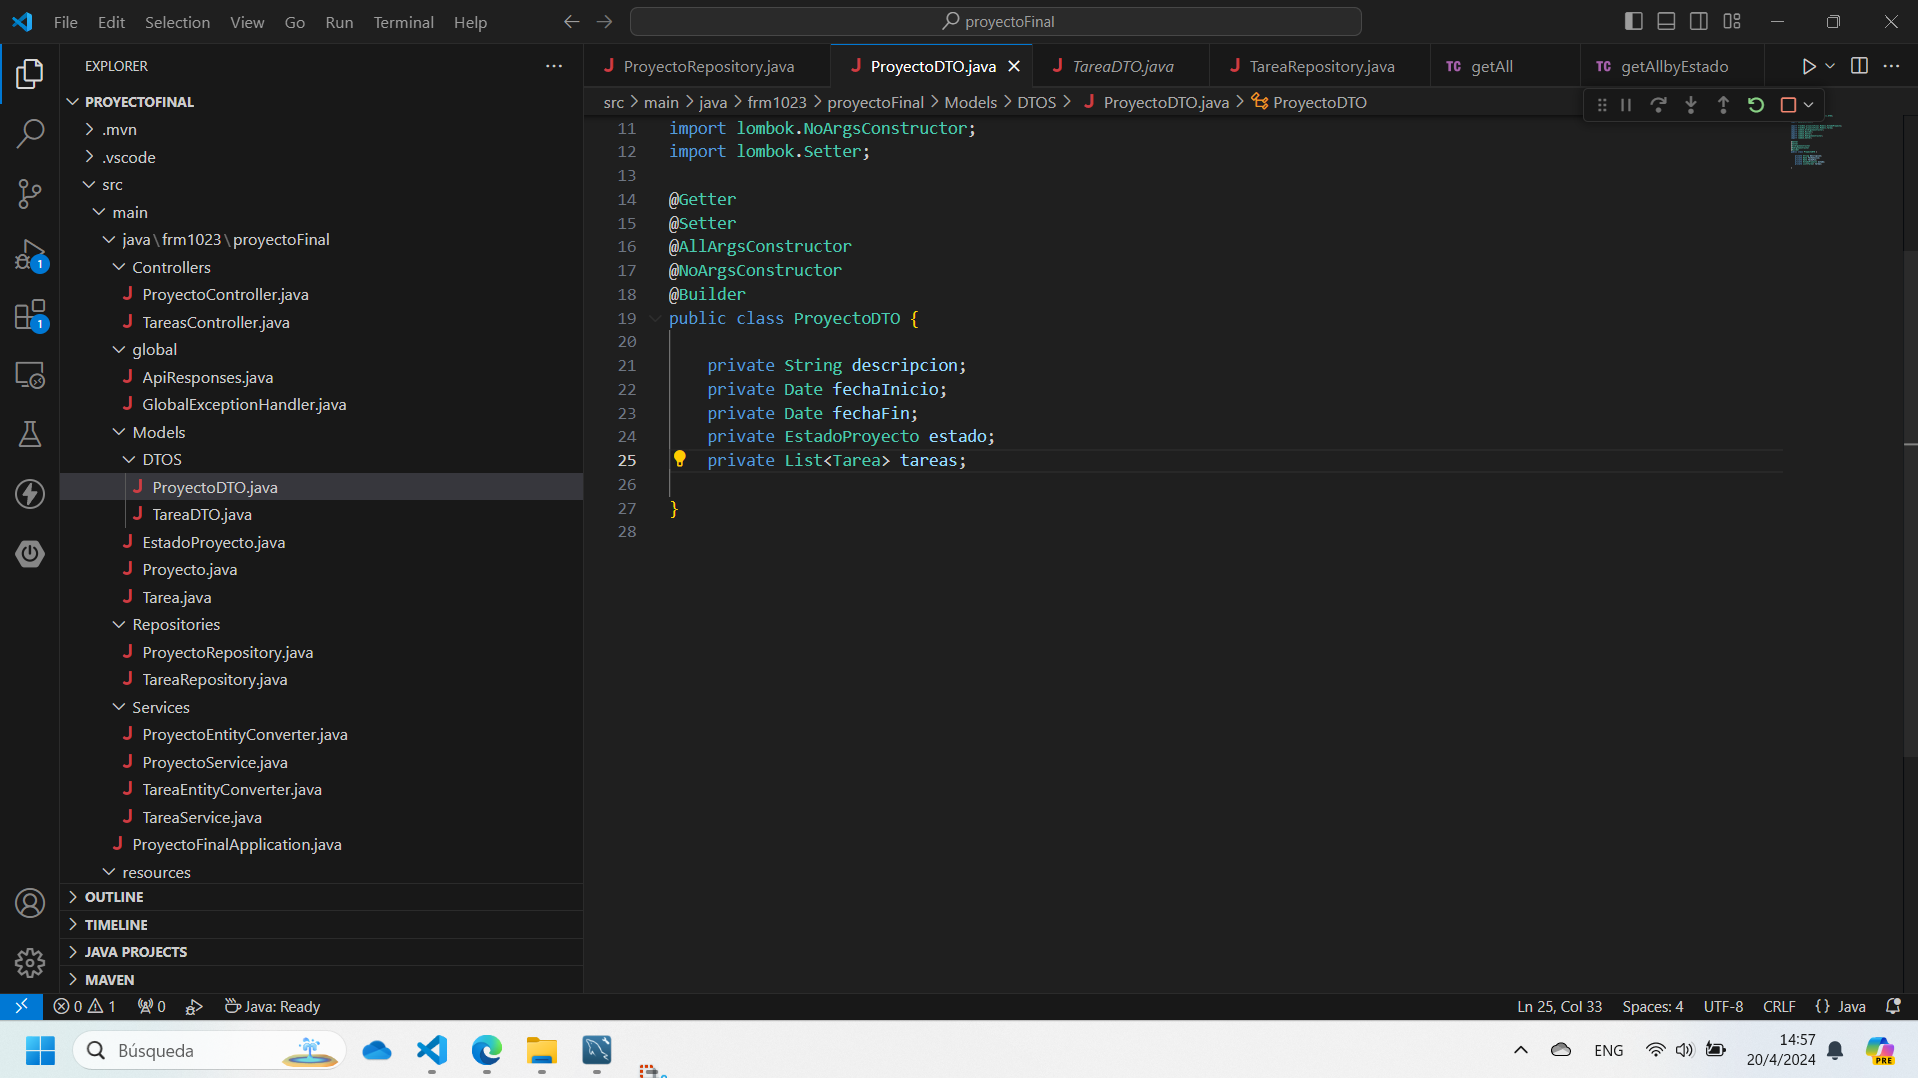 File Edit Selection View Go Run Terminal Help
proyectoFinal
EXPLORER
PROYECTOFINAL
.mvn
.vscode
src
main
java\frm1023\proyectoFinal
Controllers
J ProyectoController.java
J TareasController.java
global
J ApiResponses.java
J GlobalExceptionHandler.java
Models
DTOS
J ProyectoDTO.java
J TareaDTO.java
J EstadoProyecto.java
J Proyecto.java
J Tarea.java
Repositories
J ProyectoRepository.java
J TareaRepository.java
Services
J ProyectoEntityConverter.java
J ProyectoService.java
J TareaEntityConverter.java
J TareaService.java
J ProyectoFinalApplication.java
resources
OUTLINE
TIMELINE
JAVA PROJECTS
MAVEN
1
1
J ProyectoRepository.java J ProyectoDTO.java J TareaDTO.java J TareaRepository.java TC getAll TC getAllbyEstado
src > main > java > frm1023 > proyectoFinal > Models > DTOS > J ProyectoDTO.java > ProyectoDTO
11 import lombok.NoArgsConstructor;
12 import lombok.Setter;
13
14 @Getter
15 @Setter
16 @AllArgsConstructor
17 @NoArgsConstructor
18 @Builder
19 public class ProyectoDTO {
20
21 private String descripcion;
22 private Date fechaInicio;
23 private Date fechaFin;
24 private EstadoProyecto estado;
25 private List<Tarea> tareas;
26
27 }
28
0 1 0 Java: Ready
Ln 25, Col 33 Spaces: 4 UTF-8 CRLF {} Java
Búsqueda
ENG
14:57
20/4/2024
PRE